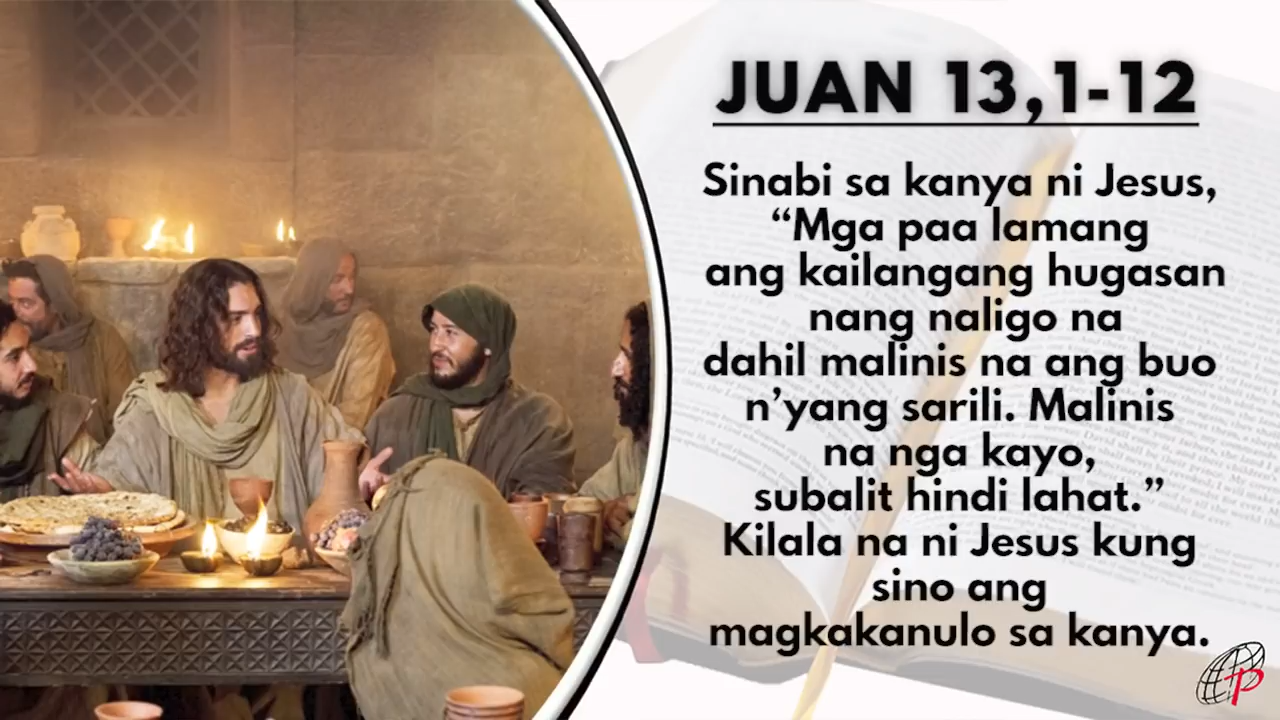 JUAN 13,1-12
Sinabi sa kanya ni Jesus,
“Mga paa lamang
ang kailangang hugasan
nang naligo na
dahil malinis na ang buo
n’yang sarili. Malinis
na nga kayo,
subalit hindi lahat.”
Kilala na ni Jesus kung
sino ang
magkakanulo sa kanya.